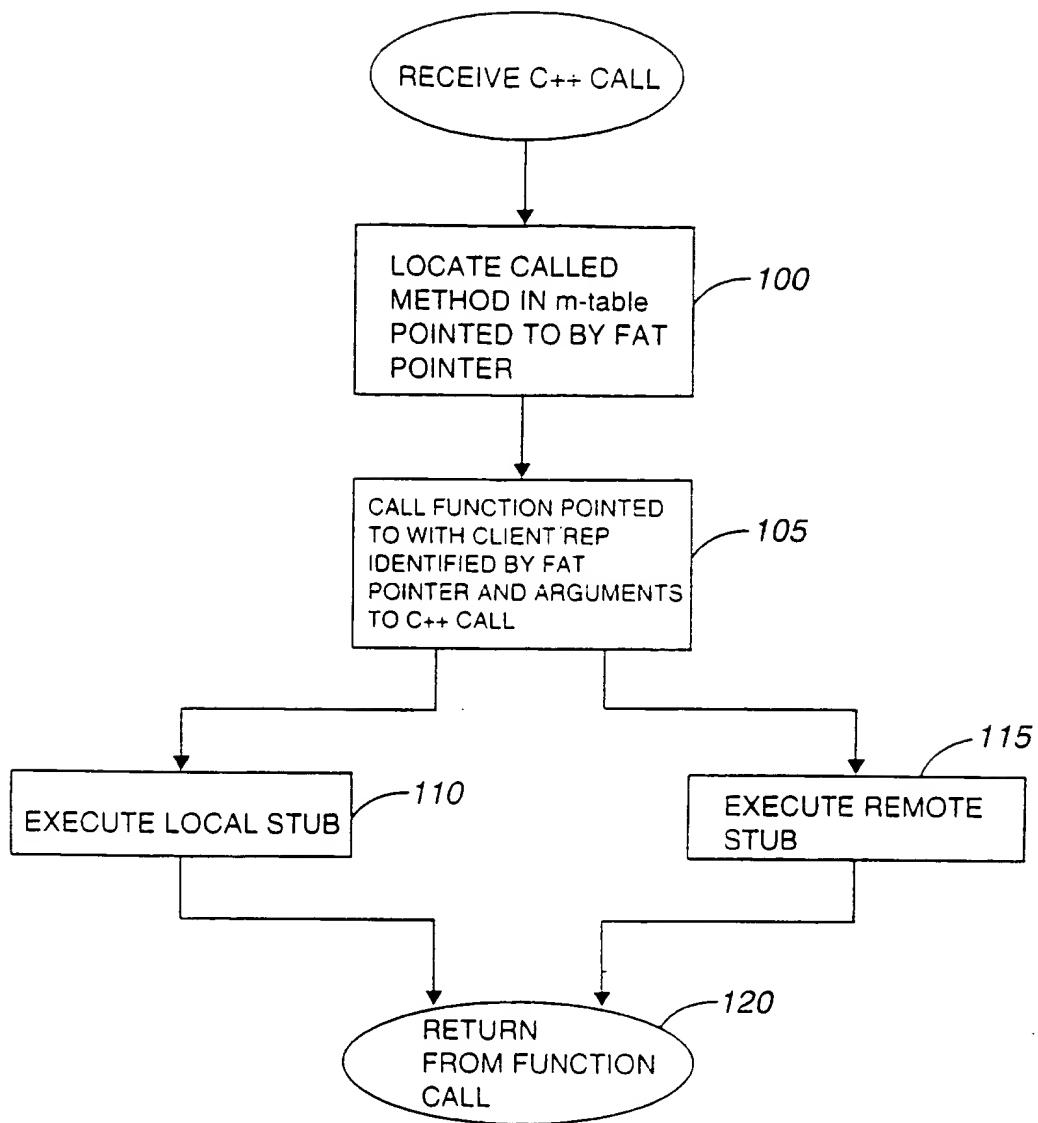 RECEIVE C++ CALL
LOCATE CALLED
METHOD IN m-table
POINTED TO BY FAT
POINTER
100
CALL FUNCTION POINTED
TO WITH CLIENT REP
IDENTIFIED BY FAT
POINTER AND ARGUMENTS
TO C++ CALL
105
EXECUTE LOCAL STUB
110
EXECUTE REMOTE
STUB
115
RETURN
FROM FUNCTION
CALL
120